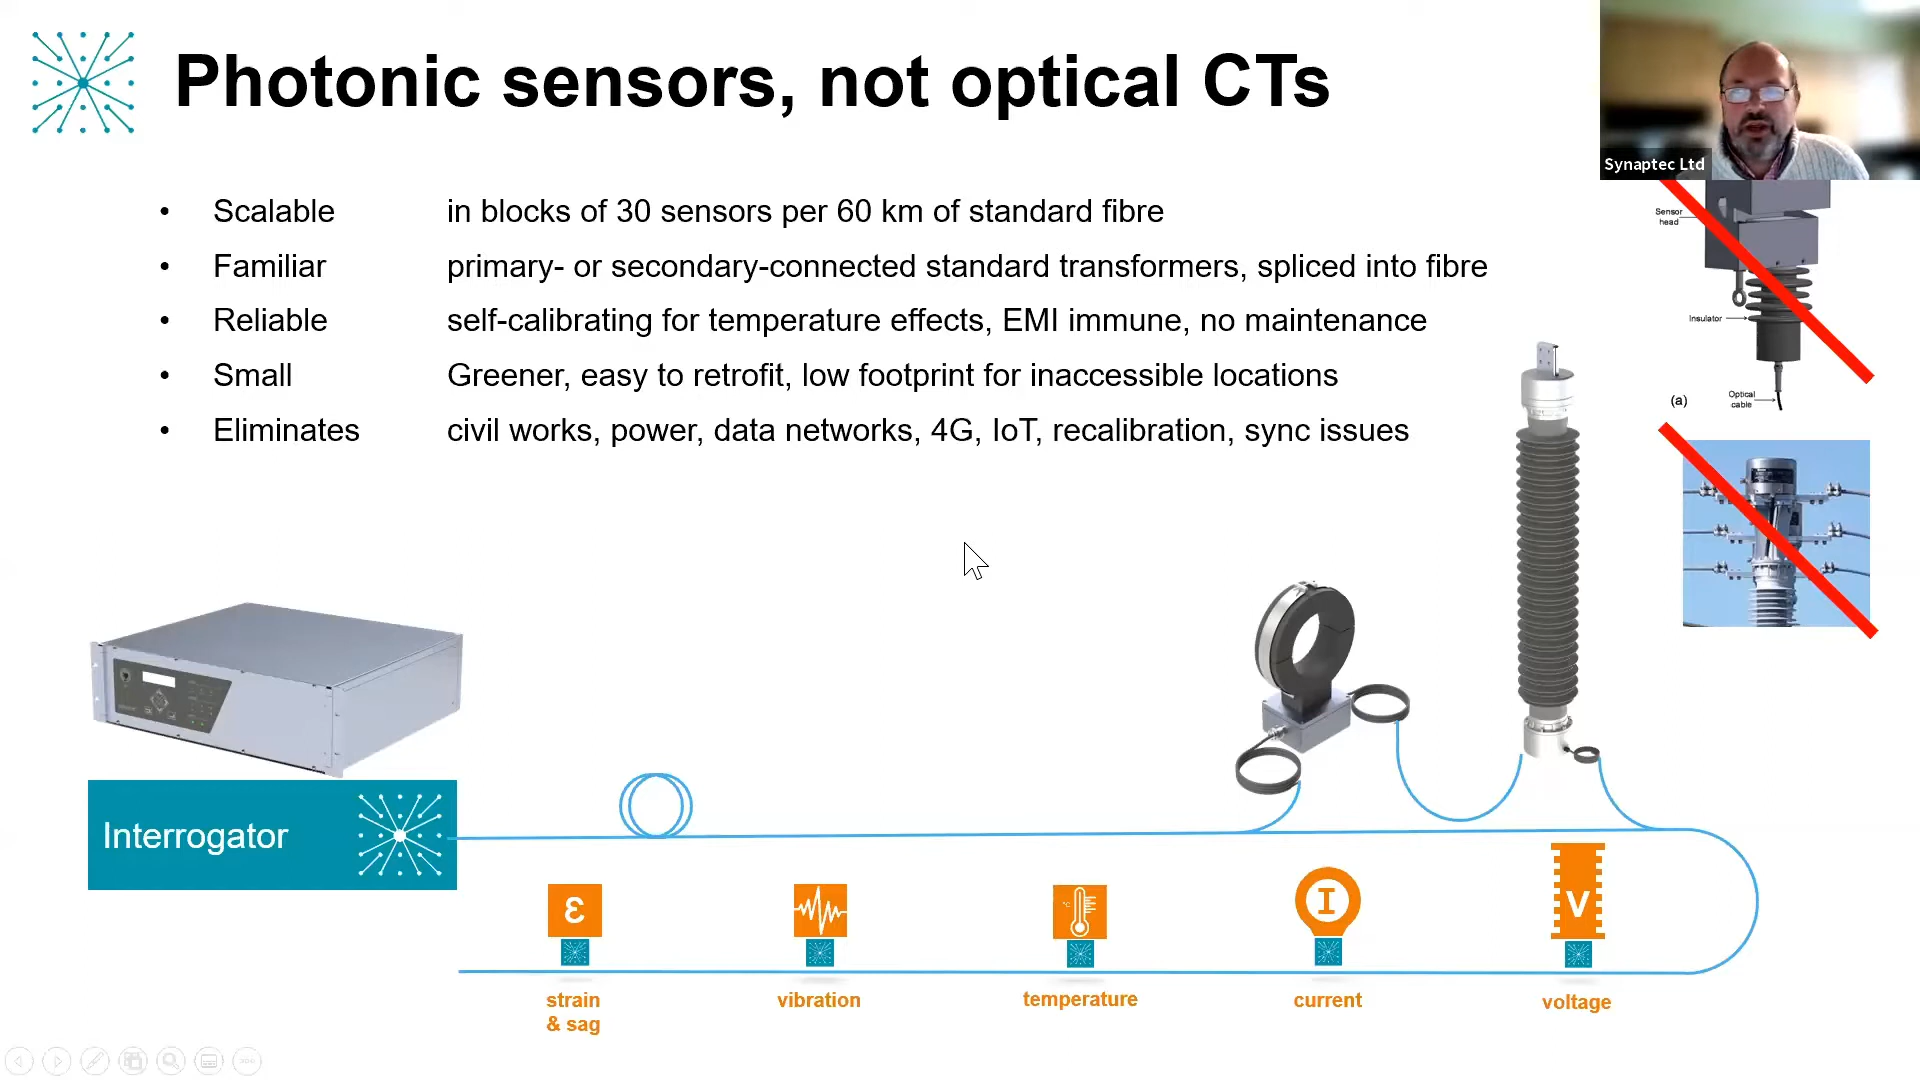 Photonic sensors, not optical CTs
Synaptec Ltd
• Scalable in blocks of 30 sensors per 60 km of standard fibre
• Familiar primary- or secondary-connected standard transformers, spliced into fibre
• Reliable self-calibrating for temperature effects, EMI immune, no maintenance
• Small Greener, easy to retrofit, low footprint for inaccessible locations
• Eliminates civil works, power, data networks, 4G, IoT, recalibration, sync issues
Sensor
head
Insulator
Optical
cable
(a)
Interrogator
ε
°C
I
V
strain
& sag
vibration
temperature
current
voltage